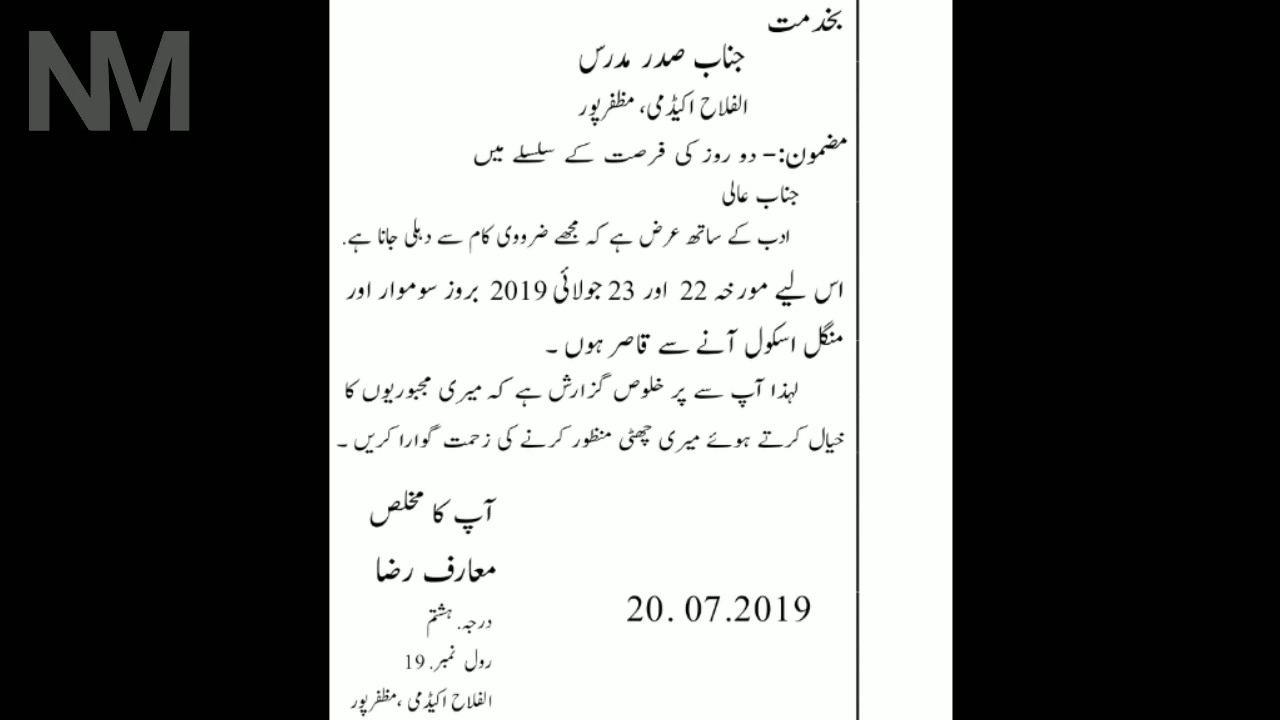 NM
بخدمت
جناب صدر مدرس
الفلاح اکیڈمی، مظفرپور
مضمون:- دو روز کی فرصت کے سلسلے میں
جناب عالی
ادب کے ساتھ عرض ہے کہ مجھے ضرووی کام سے دہلی جانا ہے.
اس لیے مورخہ 22 اور 23 جولائی 2019 بروز سوموار اور
منگل اسکول آنے سے قاصر ہوں ۔
لہذا آپ سے پر خلوص گزارش ہے کہ میری مجبوریوں کا
خیال کرتے ہوئے میری چھٹی منظور کرنے کی زحمت گوارا کریں ۔
آپ کا مخلص
معارف رضا
20. 07.2019
درجہ. ہشتم
رول نمبر. 19
الفلاح اکیڈمی ،مظفرپور